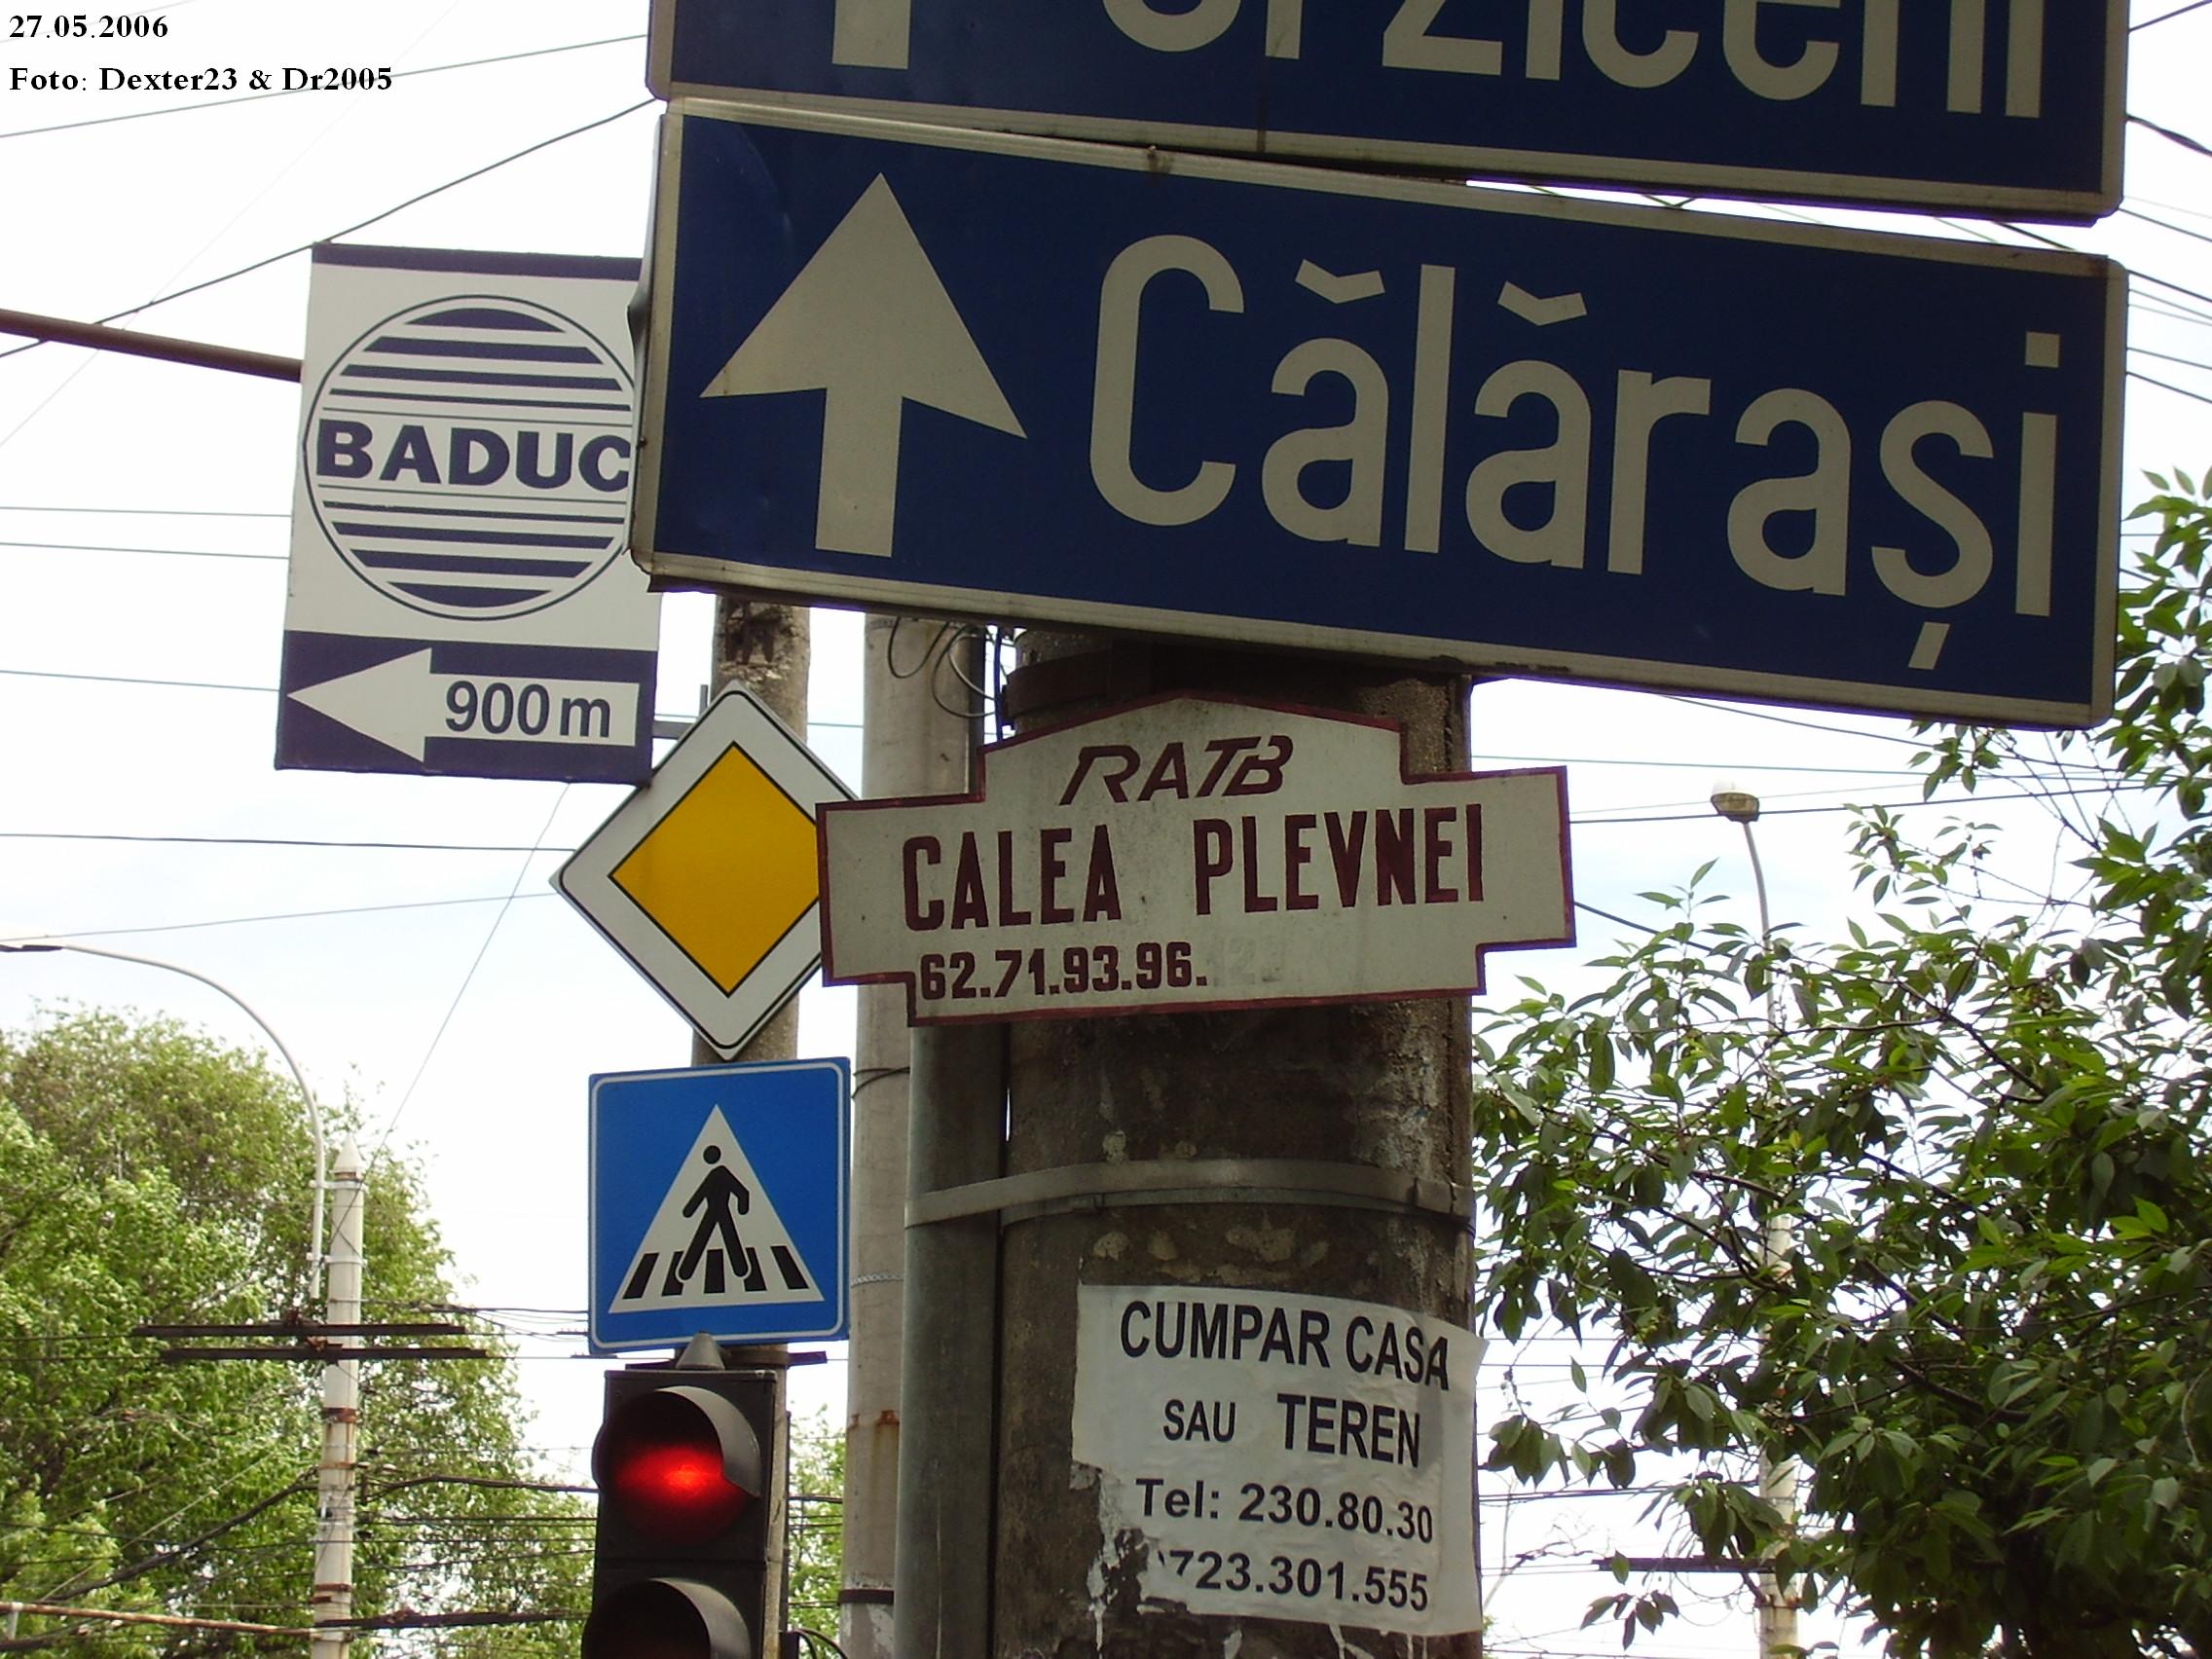 27.05.2006
Foto: Dexter23 & Dr2005
Călărași
BADUC
900m
RATB
CALEA PLEVNEI
62.71.93.96.
CUMPAR CASA
SAU TEREN
Tel: 230.80.30
723.301.555